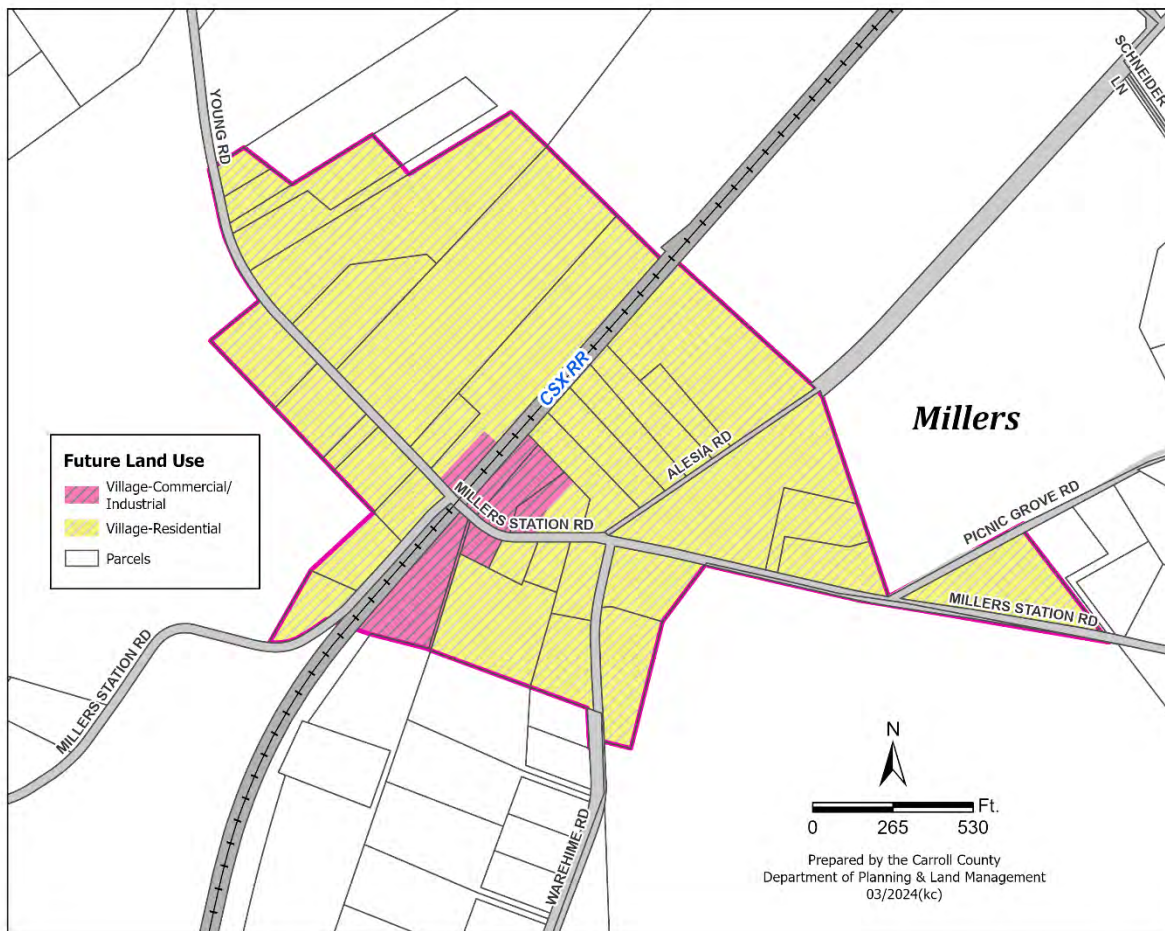 SCHNEIDER
LN
YOUNG RD
CSX RR
Millers
ALESIA RD
Future Land Use
Village-Commercial/
Industrial
Village-Residential
Parcels
MILLERS STATION RD
PICNIC GROVE RD
MILLERS STATION RD
MILLERS STATION RD
WAREHIME RD
N
Ft.
0 265 530
Prepared by the Carroll County
Department of Planning & Land Management
03/2024(kc)